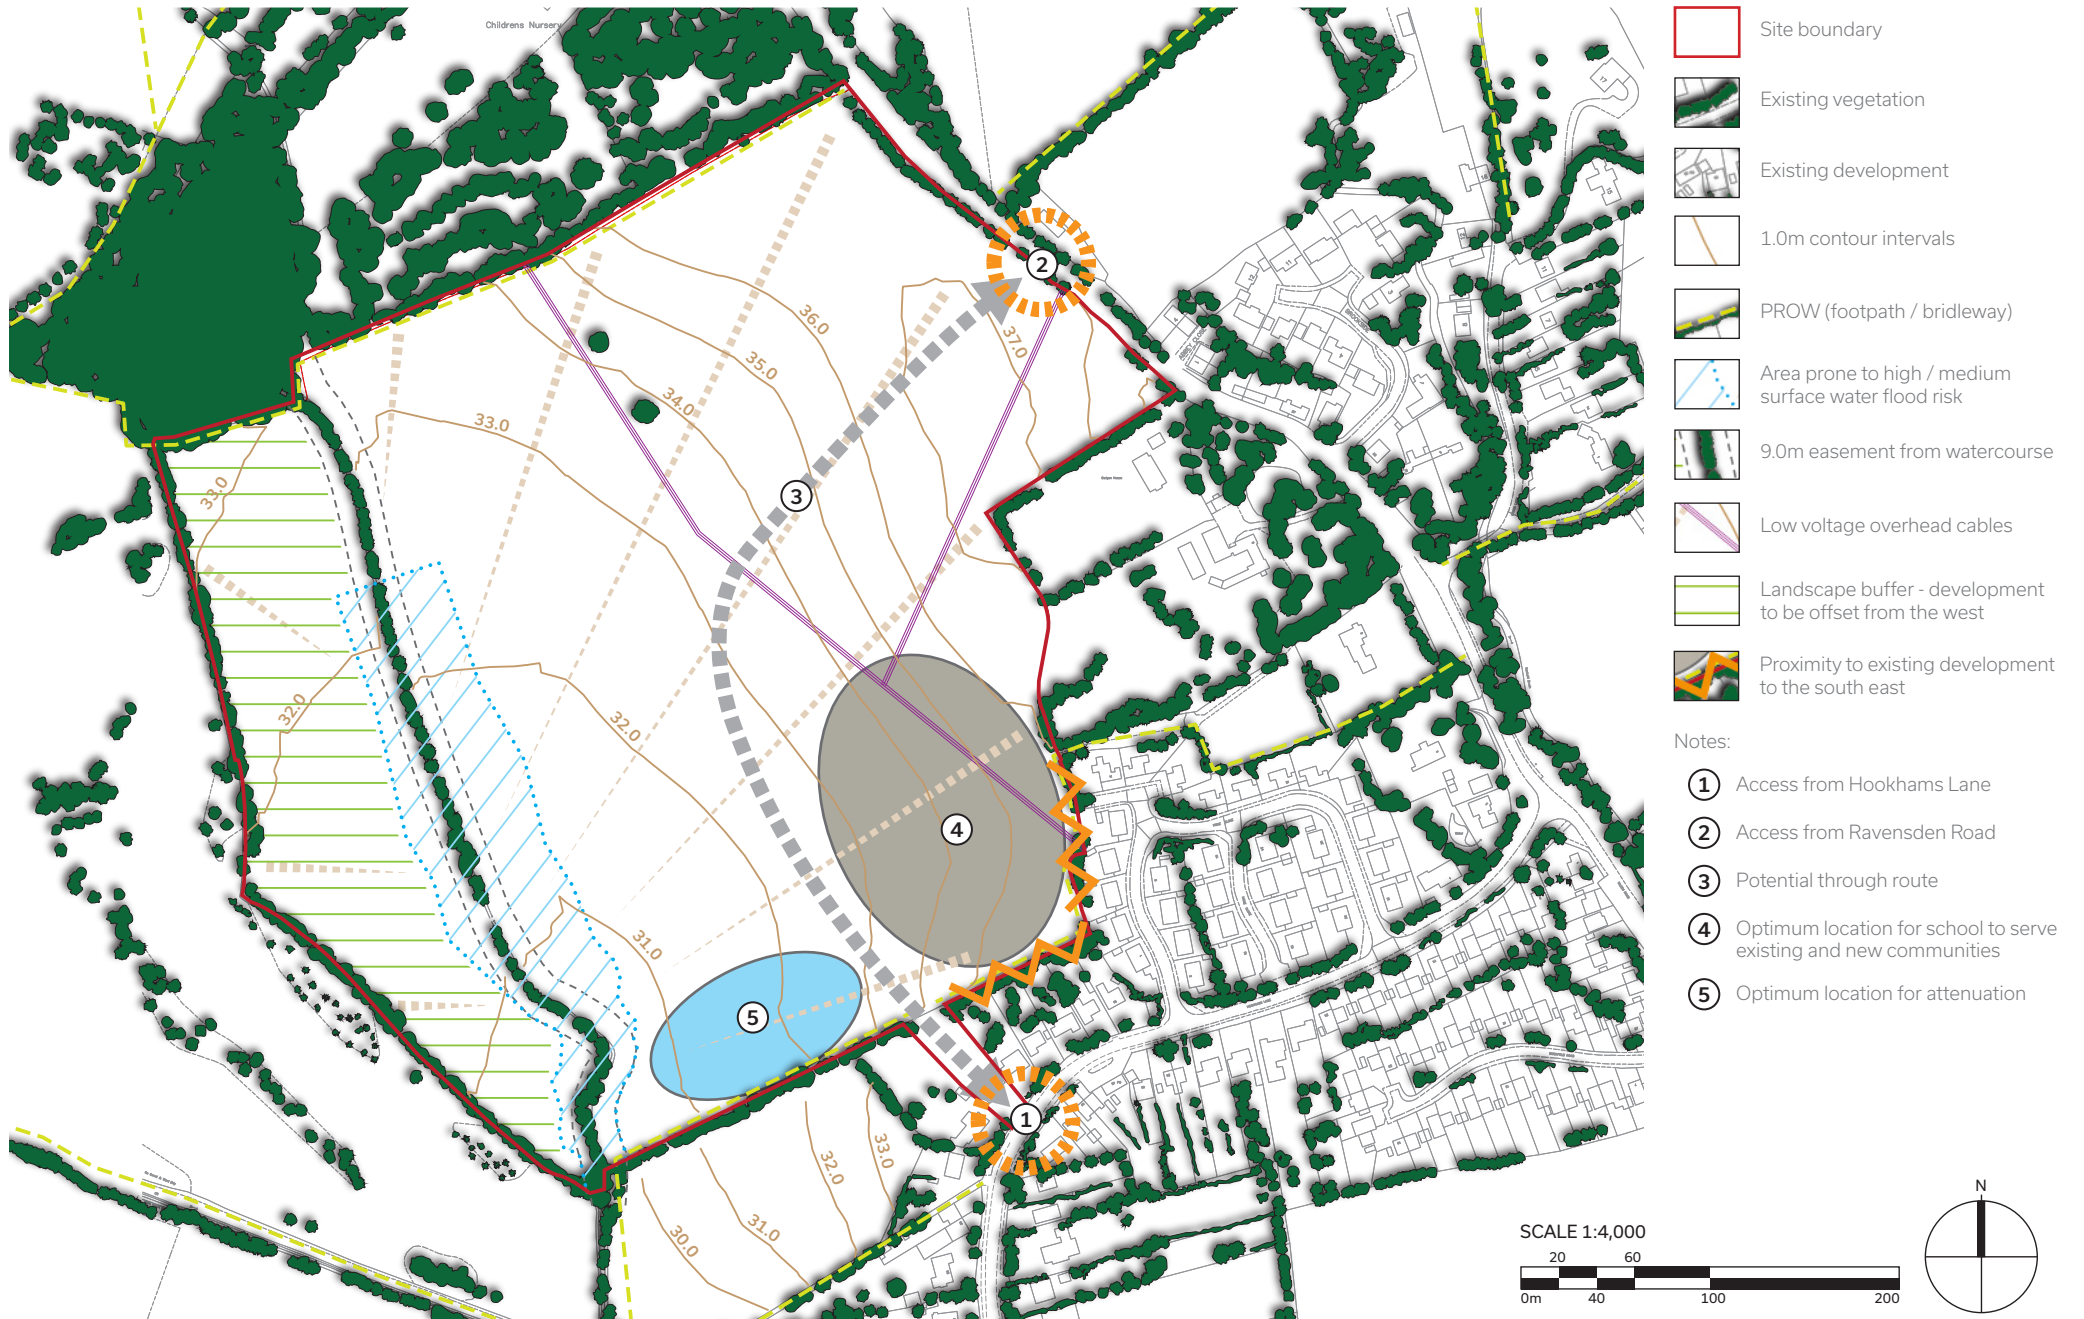 Childrens Nursery
36.0
37.0
35.0
34.0
33.0
33.0
32.0
32.0
31.0
32.0
33.0
31.0
30.0
2
3
4
5
1
Site boundary
Existing vegetation
Existing development
1.0m contour intervals
PROW (footpath / bridleway)
Area prone to high / medium
surface water flood risk
9.0m easement from watercourse
Low voltage overhead cables
Landscape buffer - development
to be offset from the west
Proximity to existing development
to the south east
Notes:
1 Access from Hookhams Lane
2 Access from Ravensden Road
3 Potential through route
4 Optimum location for school to serve
existing and new communities
5 Optimum location for attenuation
N
SCALE 1:4,000
20 60
0m 40 100 200